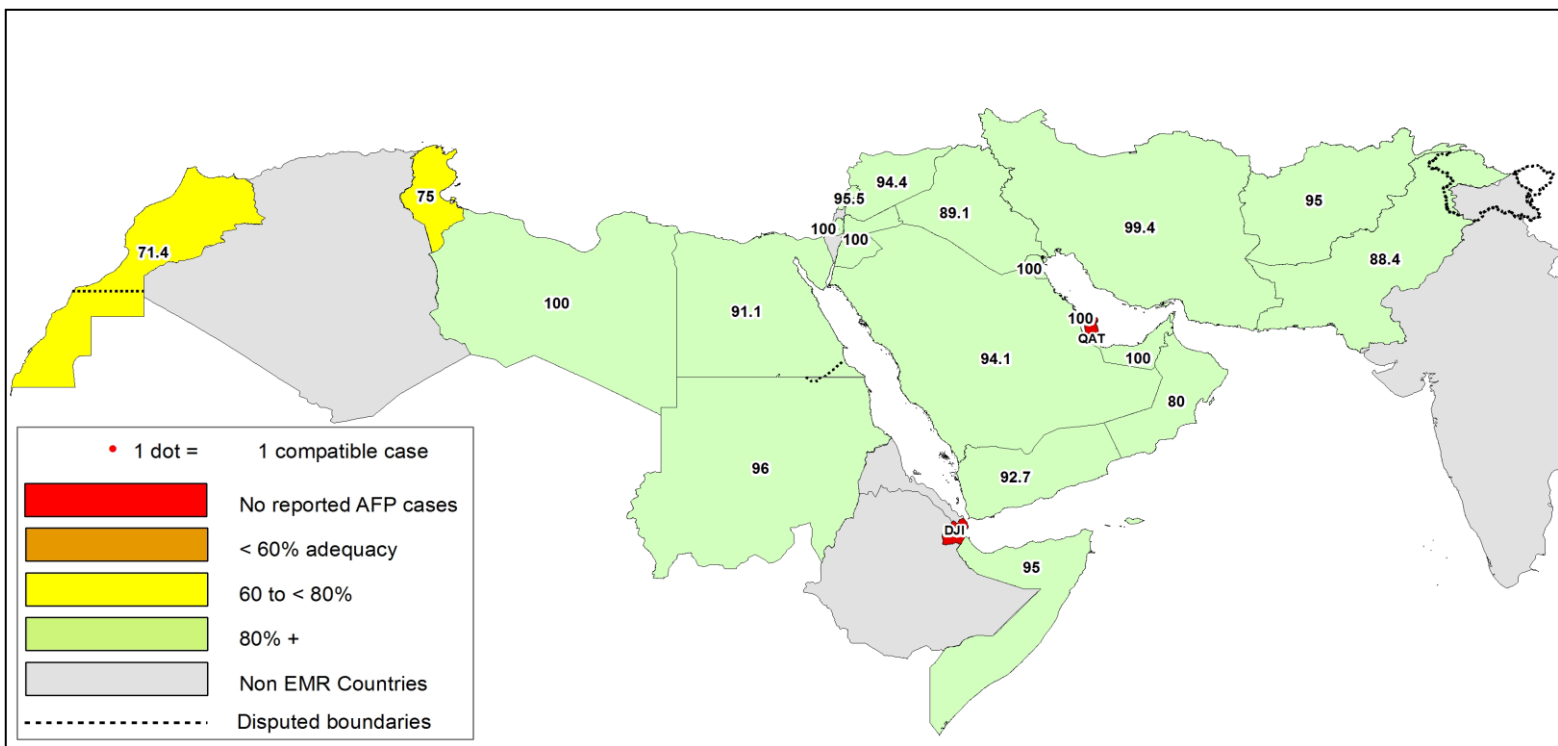 75
94.4
95.5
95
71.4
89.1
99.4
100
100
88.4
100
100
91.1
100
QAT
94.1
100
80
96
92.7
DJI
95
1 dot = 1 compatible case
No reported AFP cases
< 60% adequacy
60 to < 80%
80% +
Non EMR Countries
Disputed boundaries